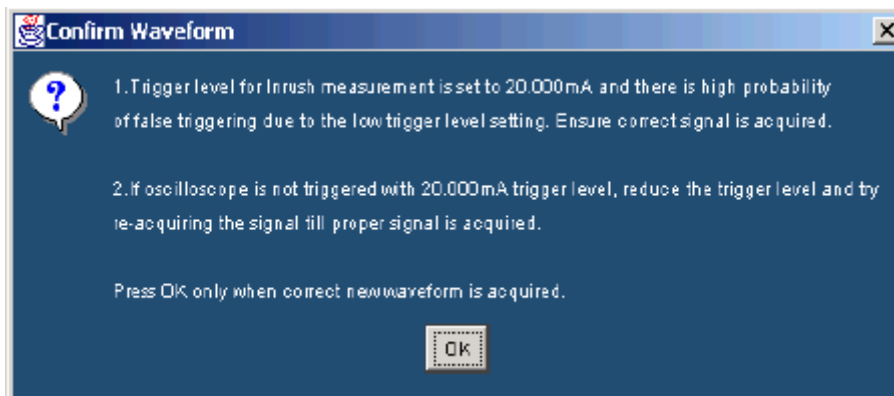 Confirm Waveform
1.Trigger level for Inrush measurement is set to 20.000mA and there is high probability
of false triggering due to the low trigger level setting. Ensure correct signal is acquired.
2.If oscilloscope is not triggered with 20.000mA trigger level, reduce the trigger level and try
re-acquiring the signal till proper signal is acquired.
Press OK only when correct new waveform is acquired.
OK